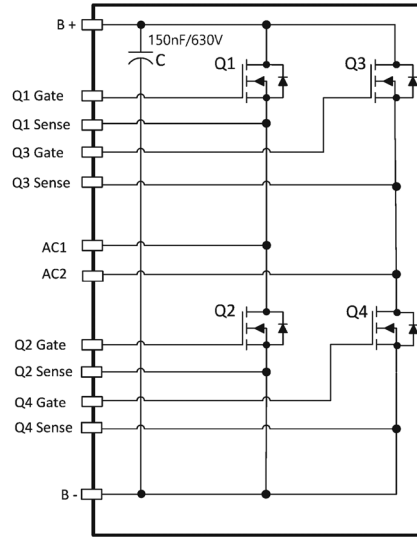 B +
150nF/630V
C
Q1
Q3
Q1 Gate
Q1 Sense
Q3 Gate
Q3 Sense
AC1
AC2
Q2
Q4
Q2 Gate
Q2 Sense
Q4 Gate
Q4 Sense
B -